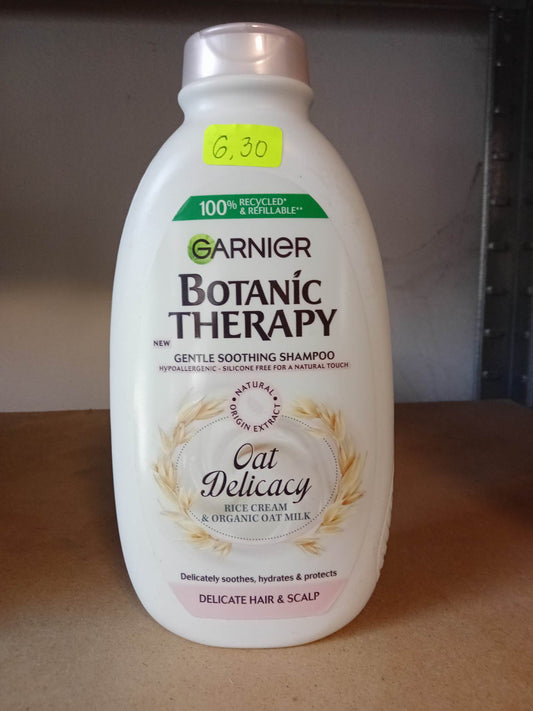 6,30
100% RECYCLED*
& REFILLABLE**
GARNIER
BOTANIC
THERAPY
NEW
GENTLE SOOTHING SHAMPOO
HYPOALLERGENIC - SILICONE FREE FOR A NATURAL TOUCH
NATURAL
ORIGIN EXTRACT
Oat
Delicacy
RICE CREAM
& ORGANIC OAT MILK
Delicately soothes, hydrates & protects
DELICATE HAIR & SCALP